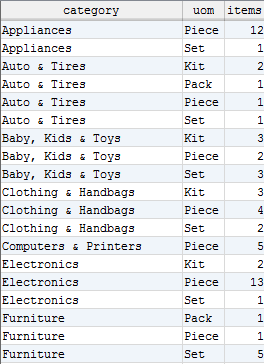 category uom items
Appliances Piece 12
Appliances Set 1
Auto & Tires Kit 2
Auto & Tires Pack 1
Auto & Tires Piece 1
Auto & Tires Set 1
Baby, Kids & Toys Kit 3
Baby, Kids & Toys Piece 2
Baby, Kids & Toys Set 3
Clothing & Handbags Kit 3
Clothing & Handbags Piece 4
Clothing & Handbags Set 2
Computers & Printers Piece 5
Electronics Kit 2
Electronics Piece 13
Electronics Set 1
Furniture Pack 1
Furniture Piece 1
Furniture Set 5